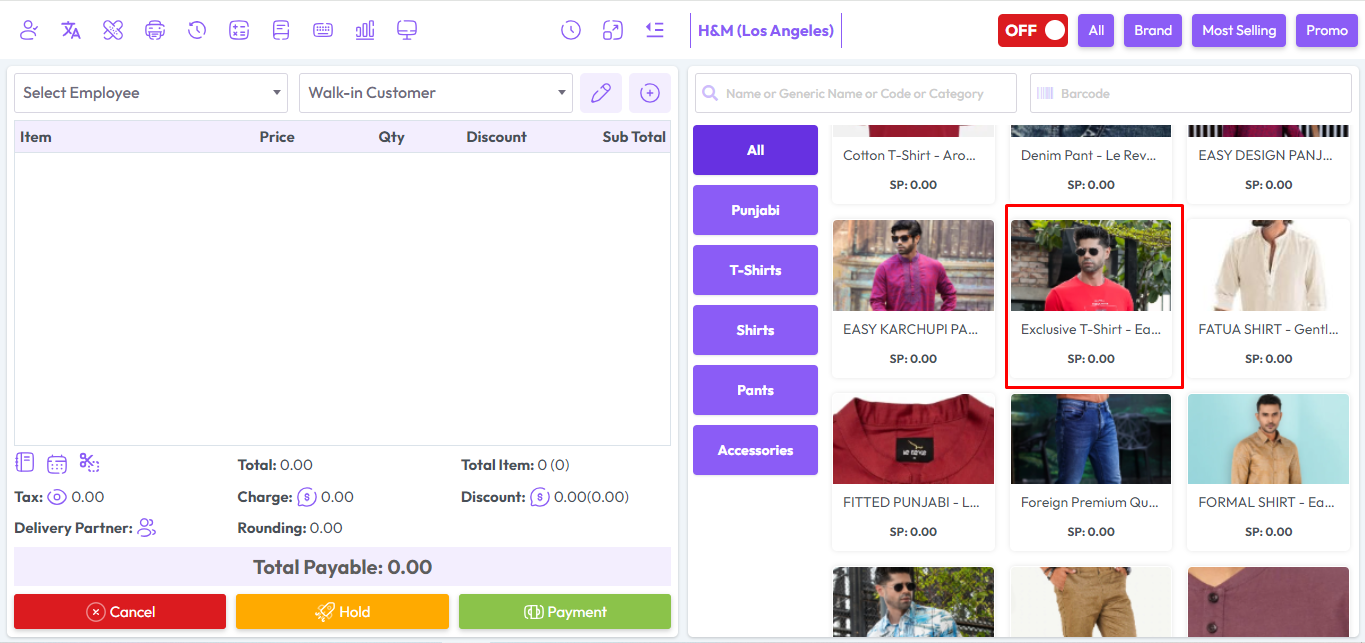 H&M (Los Angeles)
OFF
All
Brand
Most Selling
Promo
Select Employee
Walk-in Customer
Name or Generic Name or Code or Category
Barcode
Item Price Qty Discount Sub Total
All
Punjabi
T-Shirts
Shirts
Pants
Accessories
Cotton T-Shirt - Aro...
SP: 0.00
Denim Pant - Le Rev...
SP: 0.00
EASY DESIGN PANJ...
SP: 0.00
EASY KARCHUPI PA...
SP: 0.00
Exclusive T-Shirt - Ea...
SP: 0.00
FATUA SHIRT - Gentl...
SP: 0.00
FITTED PUNJABI - L...
SP: 0.00
Foreign Premium Qu...
SP: 0.00
FORMAL SHIRT - Ea...
SP: 0.00
Total: 0.00
Total Item: 0 (0)
Tax: 0.00
Charge: 0.00
Discount: 0.00(0.00)
Delivery Partner:
Rounding: 0.00
Total Payable: 0.00
Cancel
Hold
Payment